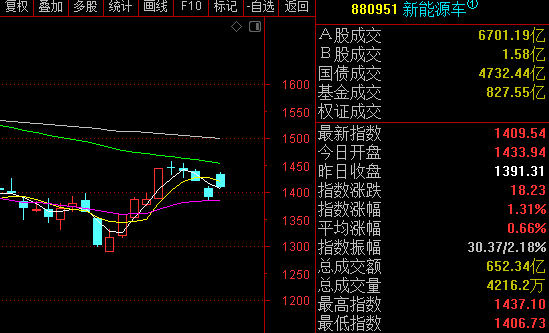 复权 叠加 多股 统计 画线 F10 标记 -自选 返回
880951 新能源车①
A股成交 6701.19亿
B股成交 1.58亿
国债成交 4732.44亿
基金成交 827.55亿
权证成交
最新指数 1409.54
今日开盘 1433.94
昨日收盘 1391.31
指数涨跌 18.23
指数涨幅 1.31%
平均涨幅 0.66%
指数振幅 30.37/2.18%
总成交额 652.34亿
总成交量 4216.2万
最高指数 1437.10
最低指数 1406.73
1600
1550
1500
1450
1400
1350
1300
1250
1200